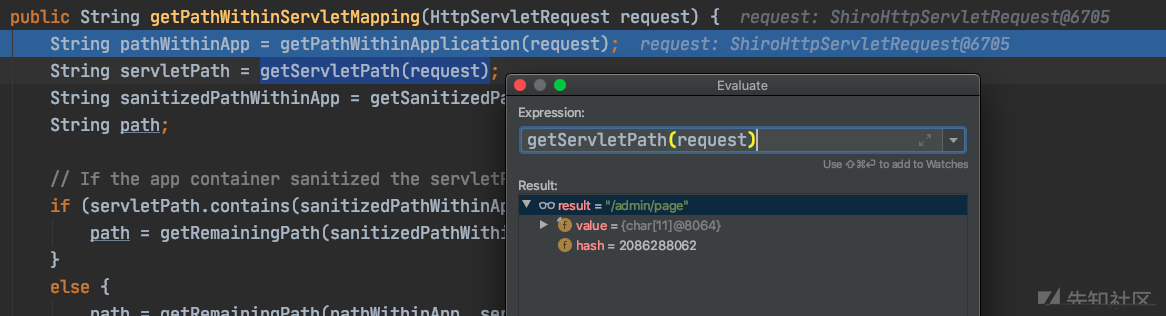 public String getPathWithinServletMapping(HttpServletRequest request) {  request: ShiroHttpServletRequest@6705
String pathWithinApp = getPathWithinApplication(request);  request: ShiroHttpServletRequest@6705
String servletPath = getServletPath(request);
String sanitizedPathWithinApp = getSanitizedPa
String path;
// If the app container sanitized the servletP
if (servletPath.contains(sanitizedPathWithinAp
path = getRemainingPath(sanitizedPathWithi
}
else {
path = getRemainingPath(pathWithinApp, ser
Evaluate
Expression:
getServletPath(request)
Use ⇧⌘⏎ to add to Watches
Result:
result = "/admin/page"
f value = {char[11]@8064}
f hash = 2086288062
先知社区